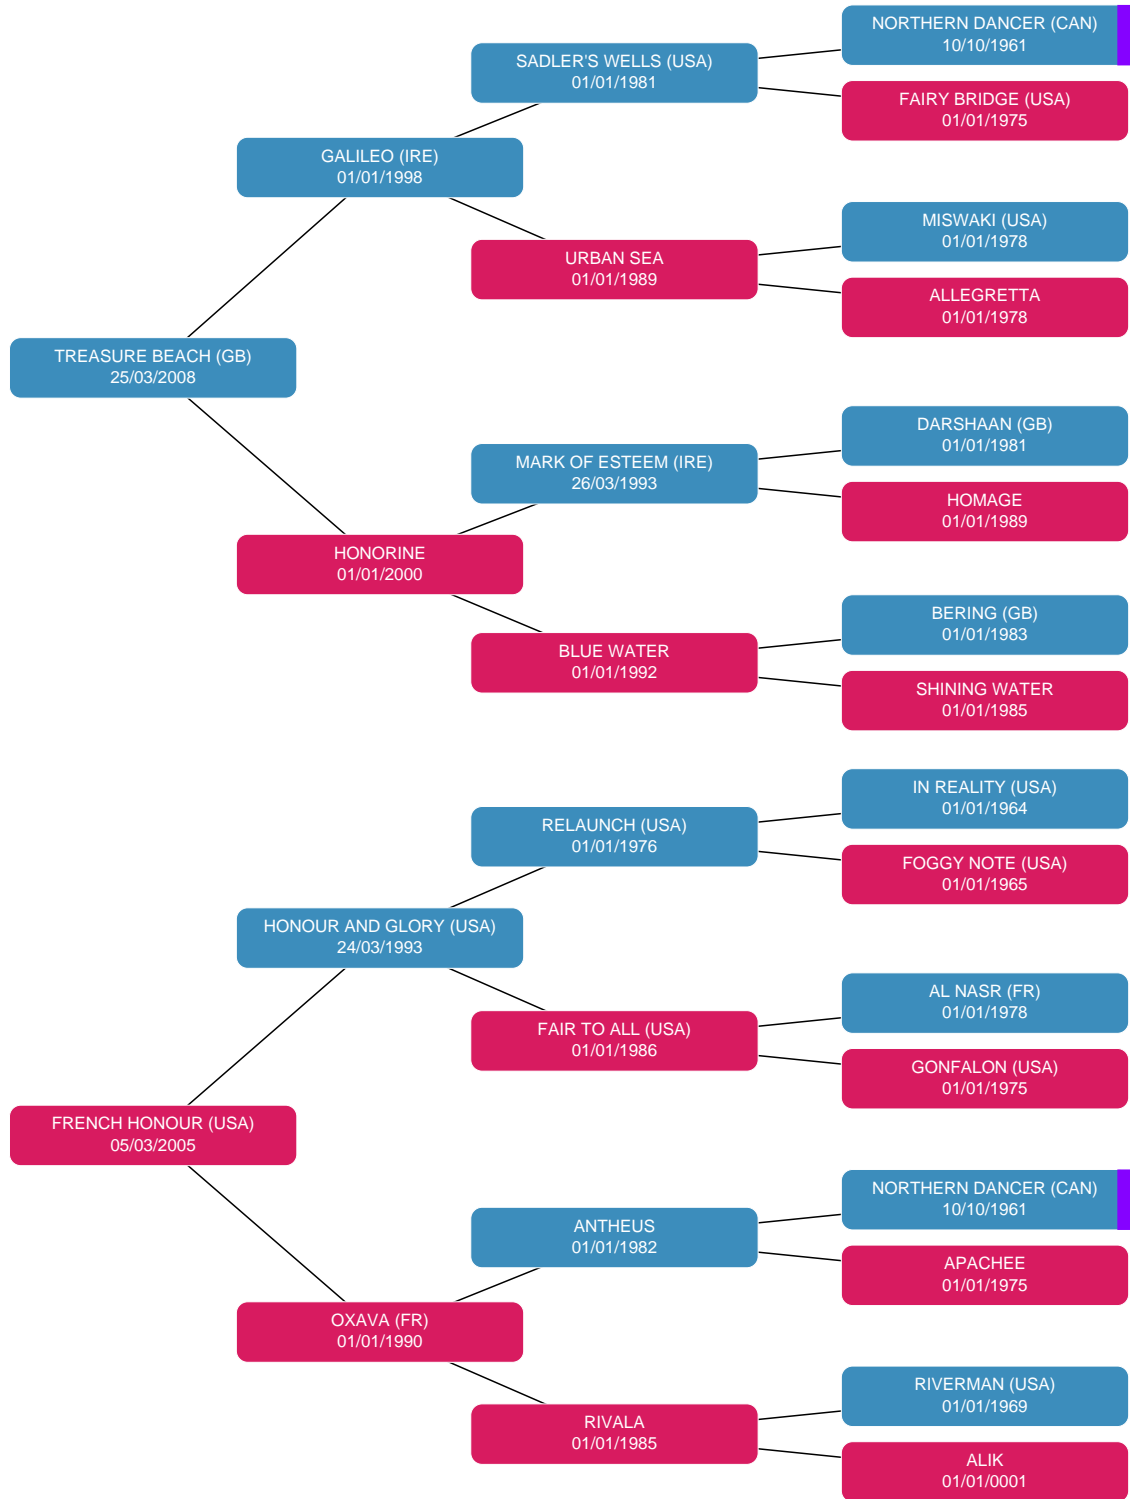 NORTHERN DANCER (CAN)
10/10/1961
SADLER'S WELLS (USA)
01/01/1981
FAIRY BRIDGE (USA)
01/01/1975
GALILEO (IRE)
01/01/1998
MISWAKI (USA)
01/01/1978
URBAN SEA
01/01/1989
ALLEGRETTA
01/01/1978
TREASURE BEACH (GB)
25/03/2008
DARSHAAN (GB)
01/01/1981
MARK OF ESTEEM (IRE)
26/03/1993
HOMAGE
01/01/1989
HONORINE
01/01/2000
BERING (GB)
01/01/1983
BLUE WATER
01/01/1992
SHINING WATER
01/01/1985
IN REALITY (USA)
01/01/1964
RELAUNCH (USA)
01/01/1976
FOGGY NOTE (USA)
01/01/1965
HONOUR AND GLORY (USA)
24/03/1993
AL NASR (FR)
01/01/1978
FAIR TO ALL (USA)
01/01/1986
GONFALON (USA)
01/01/1975
FRENCH HONOUR (USA)
05/03/2005
NORTHERN DANCER (CAN)
10/10/1961
ANTHEUS
01/01/1982
APACHEE
01/01/1975
OXAVA (FR)
01/01/1990
RIVERMAN (USA)
01/01/1969
RIVALA
01/01/1985
ALIK
01/01/0001